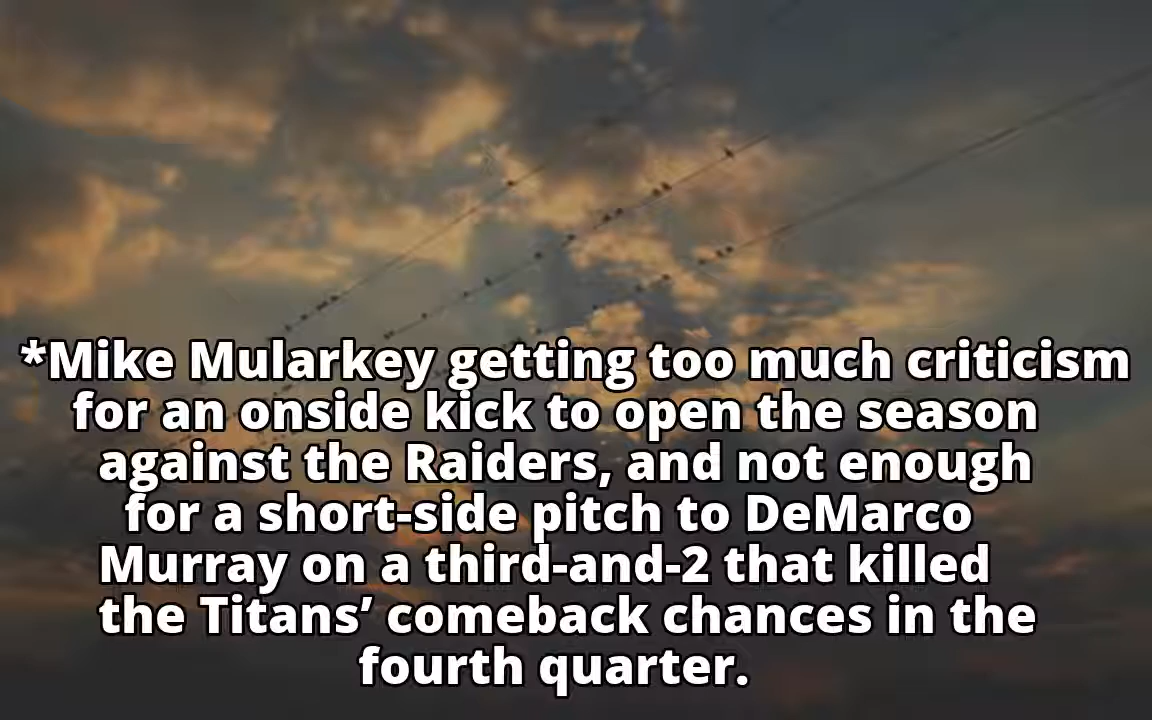 *Mike Mularkey getting too much criticism
for an onside kick to open the season
against the Raiders, and not enough
for a short-side pitch to DeMarco
Murray on a third-and-2 that killed
the Titans’ comeback chances in the
fourth quarter.